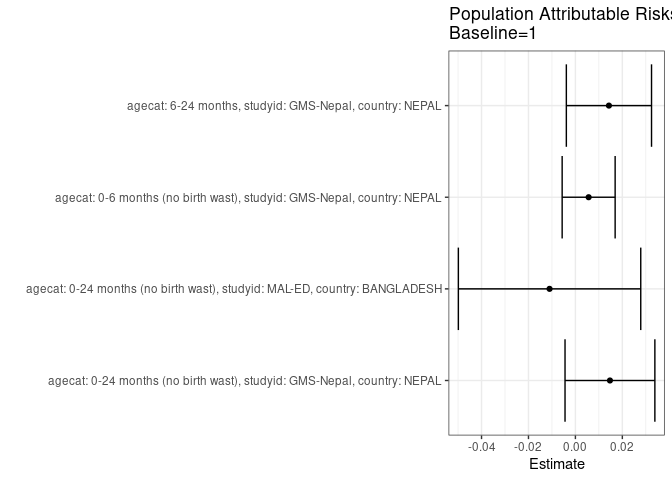 Population Attributable Risks
Baseline=1
agecat: 6-24 months, studyid: GMS-Nepal, country: NEPAL
agecat: 0-6 months (no birth wast), studyid: GMS-Nepal, country: NEPAL
agecat: 0-24 months (no birth wast), studyid: MAL-ED, country: BANGLADESH
agecat: 0-24 months (no birth wast), studyid: GMS-Nepal, country: NEPAL
-0.04 -0.02 0.00 0.02
Estimate